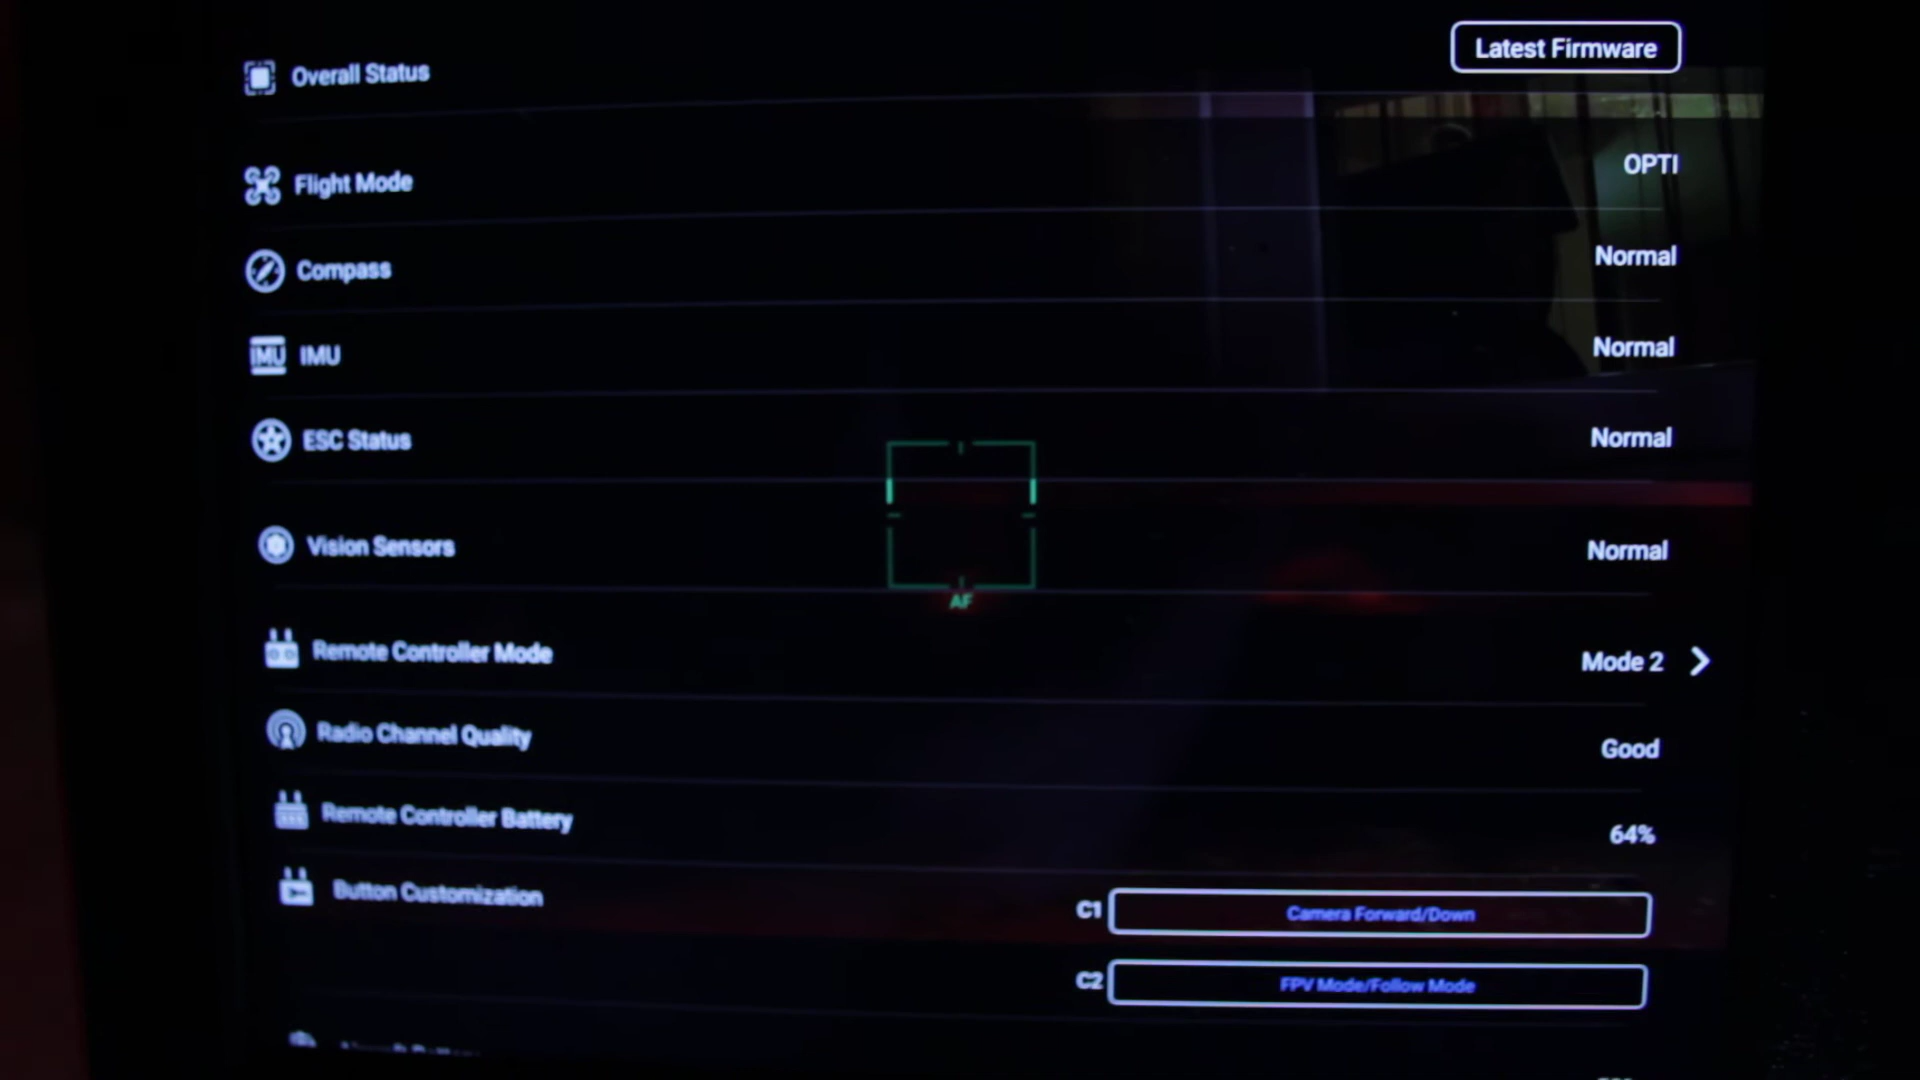 Latest Firmware
Overall Status
Flight Mode OPTI
Compass Normal
IMU IMU Normal
ESC Status Normal
Vision Sensors Normal
AF
Remote Controller Mode Mode 2
Radio Channel Quality Good
Remote Controller Battery 64%
Button Customization C1 Camera Forward/Down
C2 FPV Mode/Follow Mode